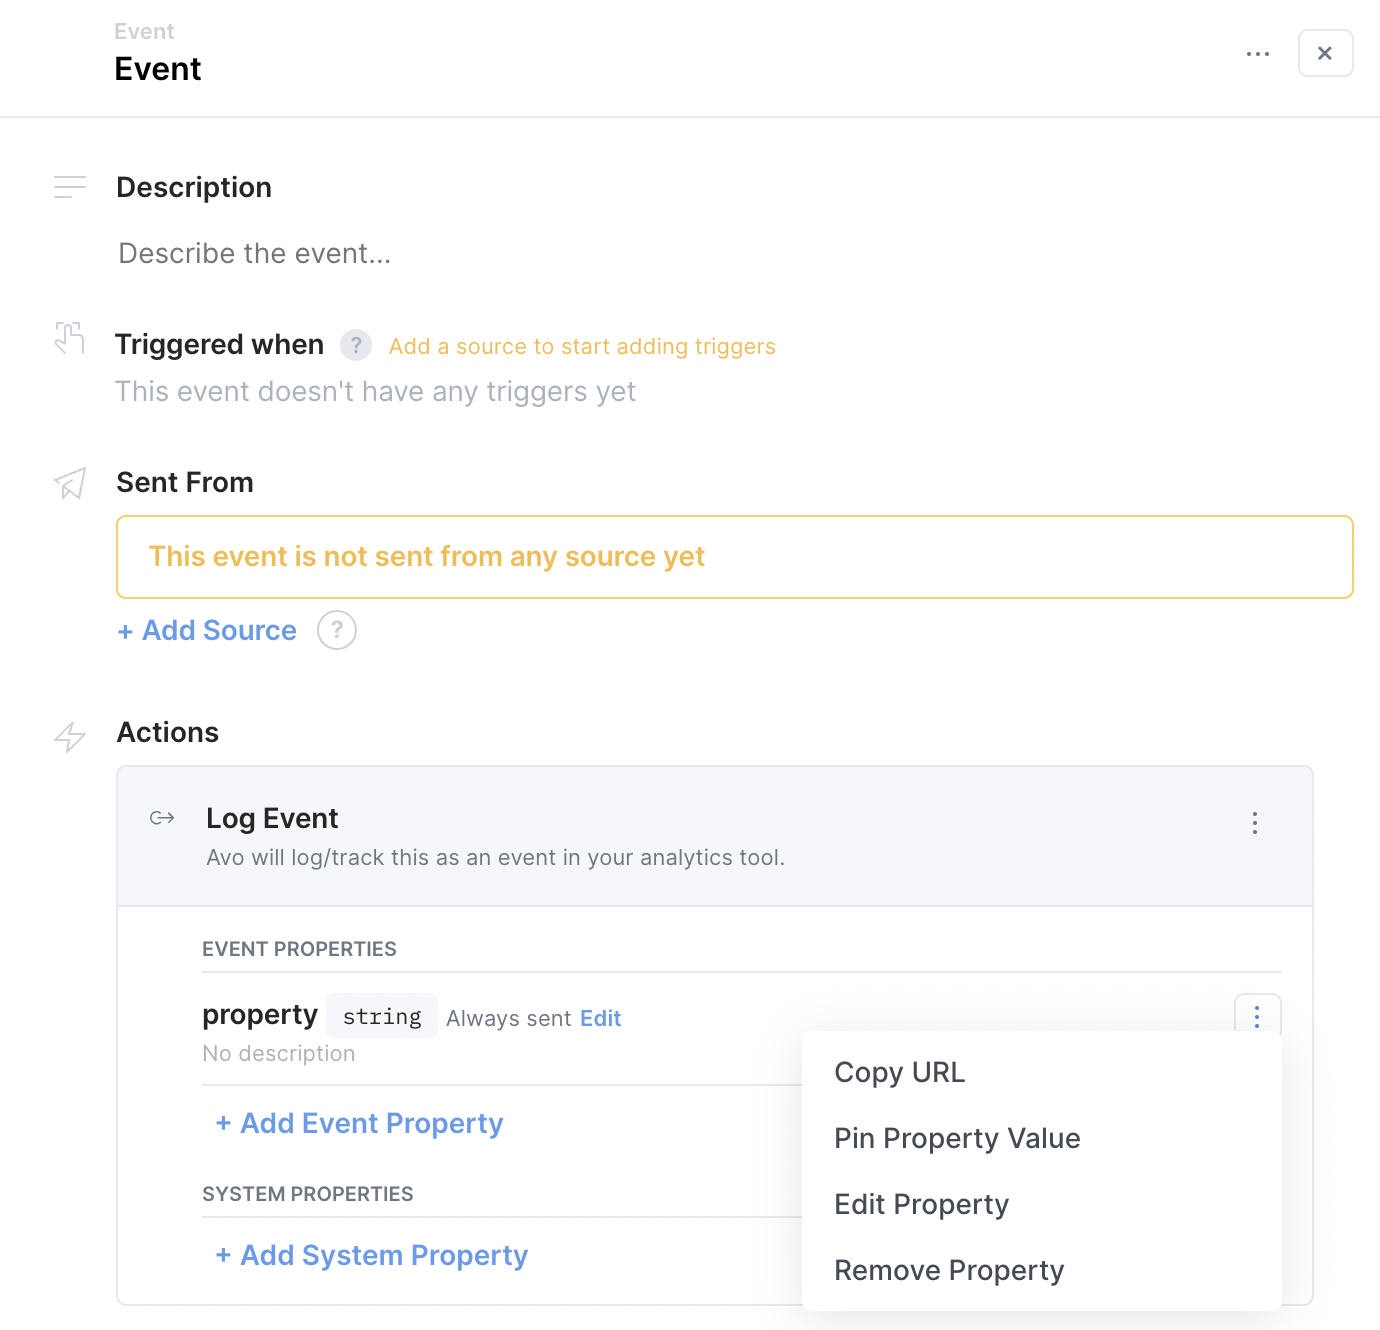 Event
Event
Description
Describe the event...
Triggered when ? Add a source to start adding triggers
This event doesn't have any triggers yet
Sent From
This event is not sent from any source yet
+ Add Source ?
Actions
Log Event
Avo will log/track this as an event in your analytics tool.
EVENT PROPERTIES
property string Always sent Edit
No description
+ Add Event Property
SYSTEM PROPERTIES
+ Add System Property
Copy URL
Pin Property Value
Edit Property
Remove Property